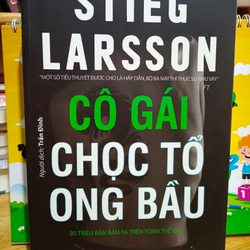 STIEG
LARSSON
"MỘT SỐ TIỂU THUYẾT ĐƯỢC CHO LÀ HẤP DẪN, BỘ BA NÀY THÌ THỰC SỰ NHƯ VẬY"
FT
CÔ GÁI
CHỌC TỔ
ONG BẦU
Người dịch: Trần Đĩnh
80 TRIỆU BẢN BÁN RA TRÊN TOÀN THẾ GIỚI